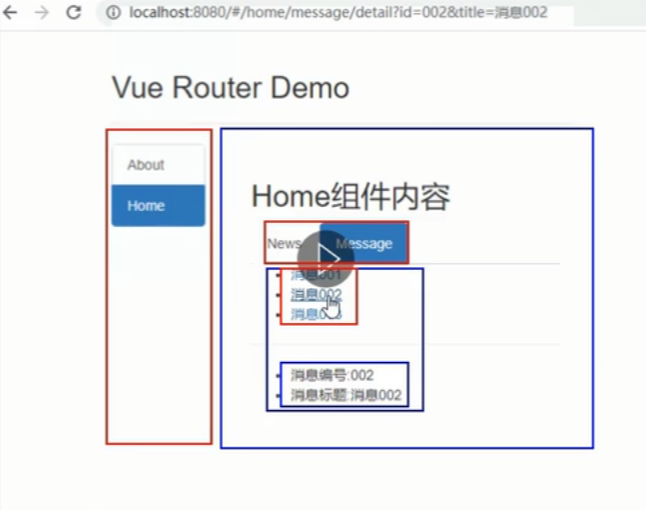 localhost:8080/#/home/message/detail?id=002&title=消息002
Vue Router Demo
About
Home
Home组件内容
News
Message
消息001
消息002
消息003
消息编号:002
消息标题:消息002